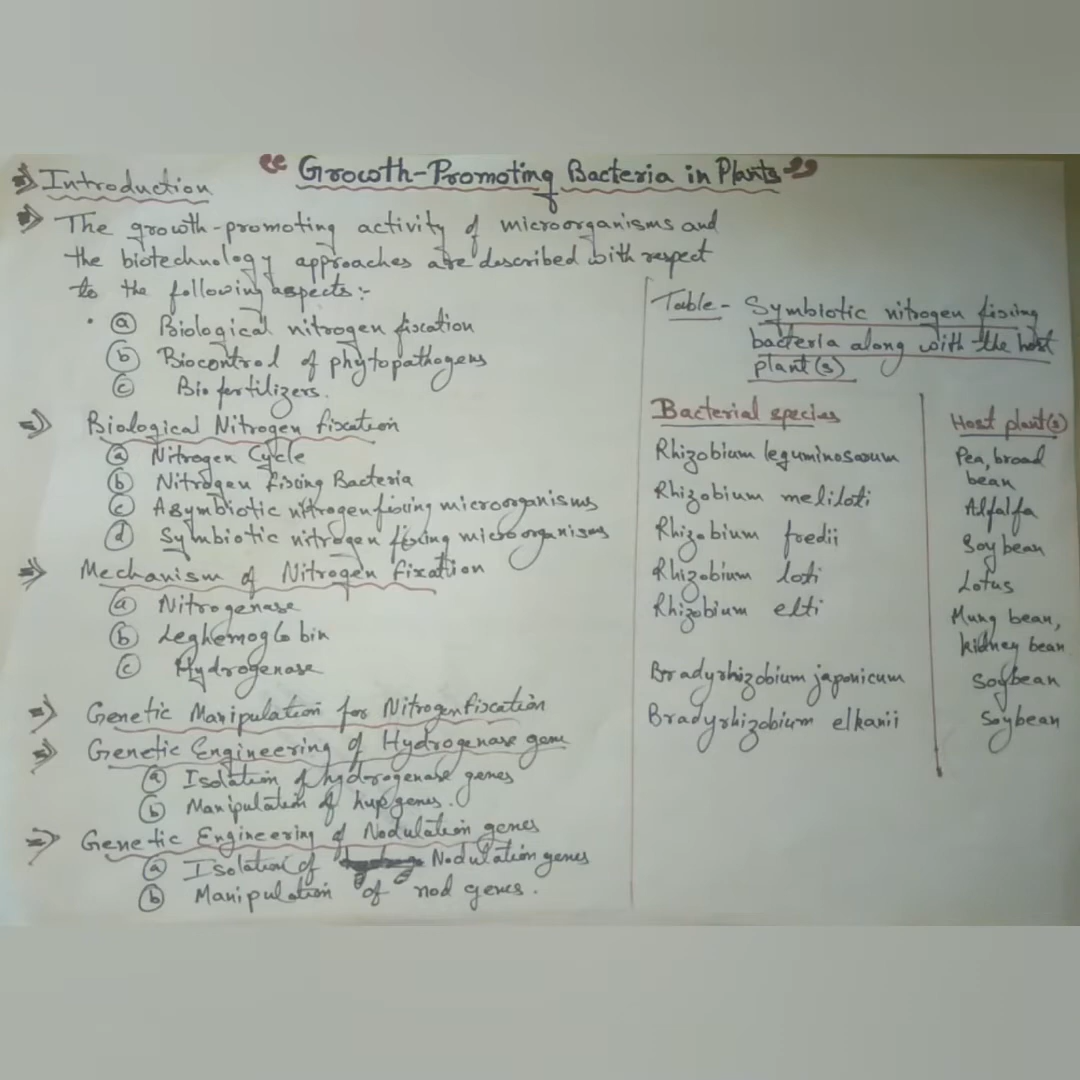 “ Growth-Promoting Bacteria in Plants ”
⇒ Introduction
⇒ The growth-promoting activity of microorganisms and
the biotechnology approaches are described with respect
to the following aspects:-
ⓐ Biological nitrogen fixation
ⓑ Biocontrol of phytopathogens
ⓒ Biofertilizers.
⇒ Biological Nitrogen fixation
ⓐ Nitrogen Cycle
ⓑ Nitrogen fixing Bacteria
ⓒ Asymbiotic nitrogen fixing microorganisms
ⓓ Symbiotic nitrogen fixing microorganisms
⇒ Mechanism of Nitrogen fixation
ⓐ Nitrogenase
ⓑ Leghemoglobin
ⓒ Hydrogenase
⇒ Genetic Manipulation for Nitrogen fixation
⇒ Genetic Engineering of Hydrogenase gene
ⓐ Isolation of hydrogenase genes
ⓑ Manipulation of hup genes.
⇒ Genetic Engineering of Nodulation genes
ⓐ Isolation of Nodulation genes
ⓑ Manipulation of nod genes.
Table - Symbiotic nitrogen fixing
bacteria along with the host
plant(s)
Bacterial species Host plant(s)
Rhizobium leguminosarum Pea, broad
bean
Rhizobium meliloti Alfalfa
Rhizobium fredii Soybean
Rhizobium loti Lotus
Rhizobium elti Mung bean,
kidney bean
Bradyrhizobium japonicum Soybean
Bradyrhizobium elkanii Soybean